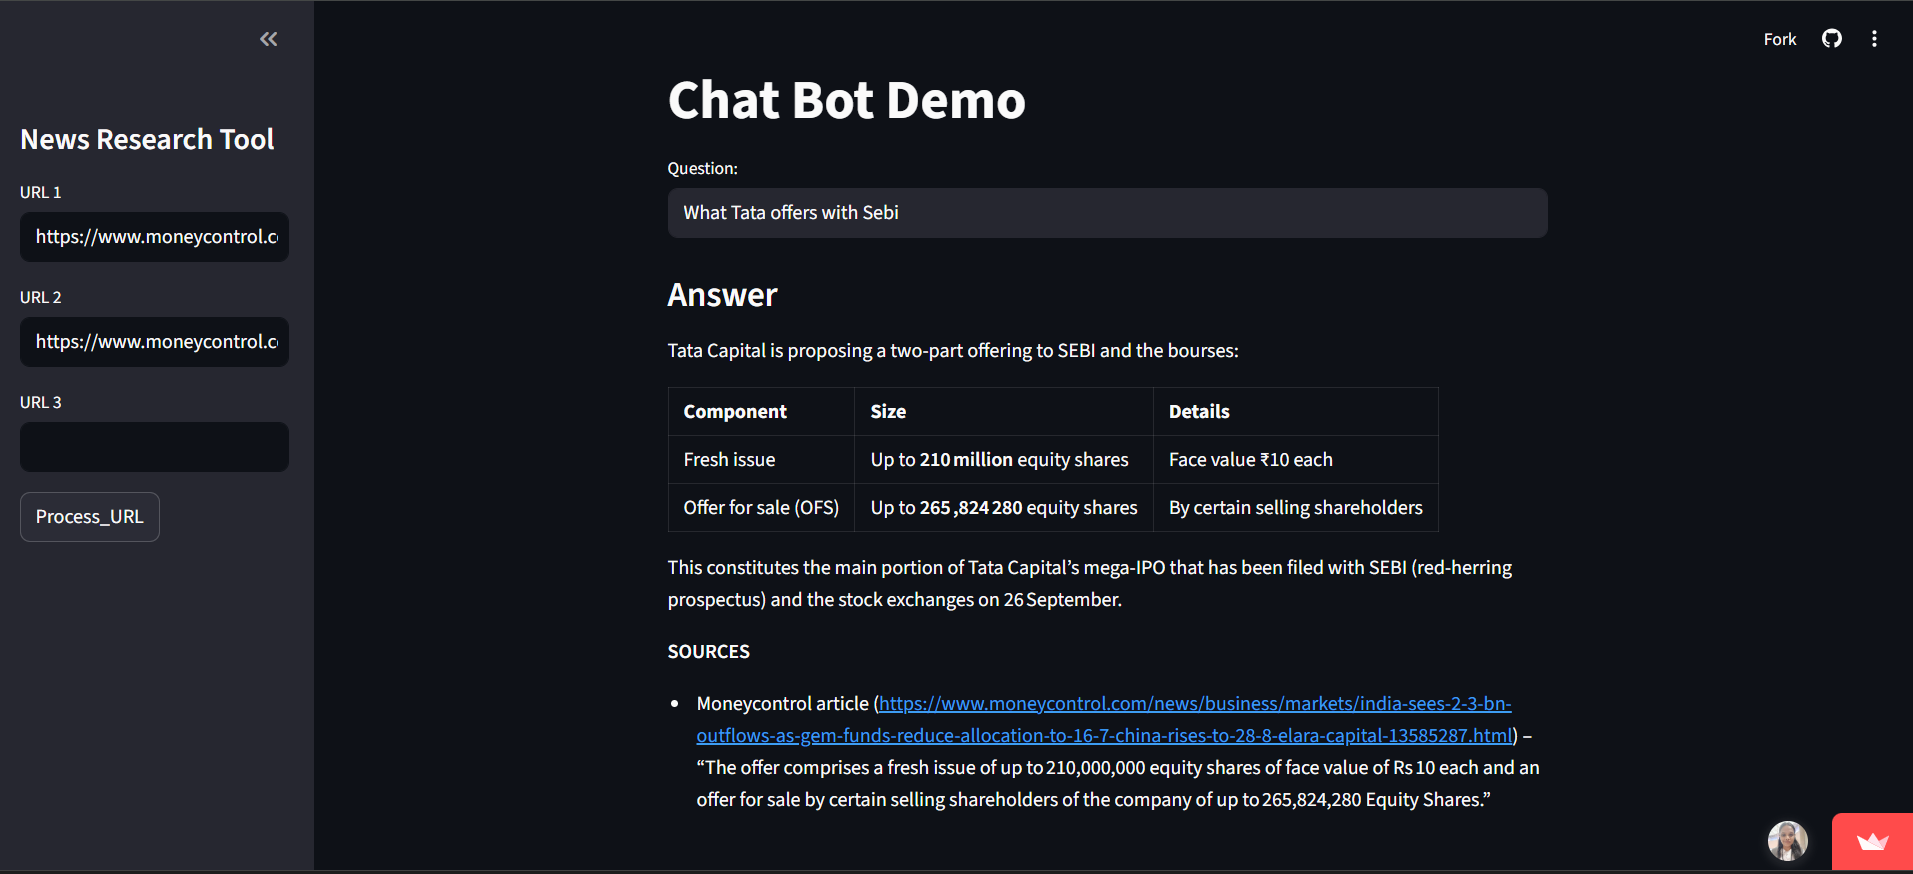 Fork
News Research Tool
URL 1
https://www.moneycontrol.c
URL 2
https://www.moneycontrol.c
URL 3
Process_URL
Chat Bot Demo
Question:
What Tata offers with Sebi
Answer
Tata Capital is proposing a two-part offering to SEBI and the bourses:
Component Size Details
Fresh issue Up to 210 million equity shares Face value ₹10 each
Offer for sale (OFS) Up to 265,824 280 equity shares By certain selling shareholders
This constitutes the main portion of Tata Capital’s mega-IPO that has been filed with SEBI (red-herring
prospectus) and the stock exchanges on 26 September.
SOURCES
• Moneycontrol article (https://www.moneycontrol.com/news/business/markets/india-sees-2-3-bn-
outflows-as-gem-funds-reduce-allocation-to-16-7-china-rises-to-28-8-elara-capital-13585287.html) –
“The offer comprises a fresh issue of up to 210,000,000 equity shares of face value of Rs 10 each and an
offer for sale by certain selling shareholders of the company of up to 265,824,280 Equity Shares.”